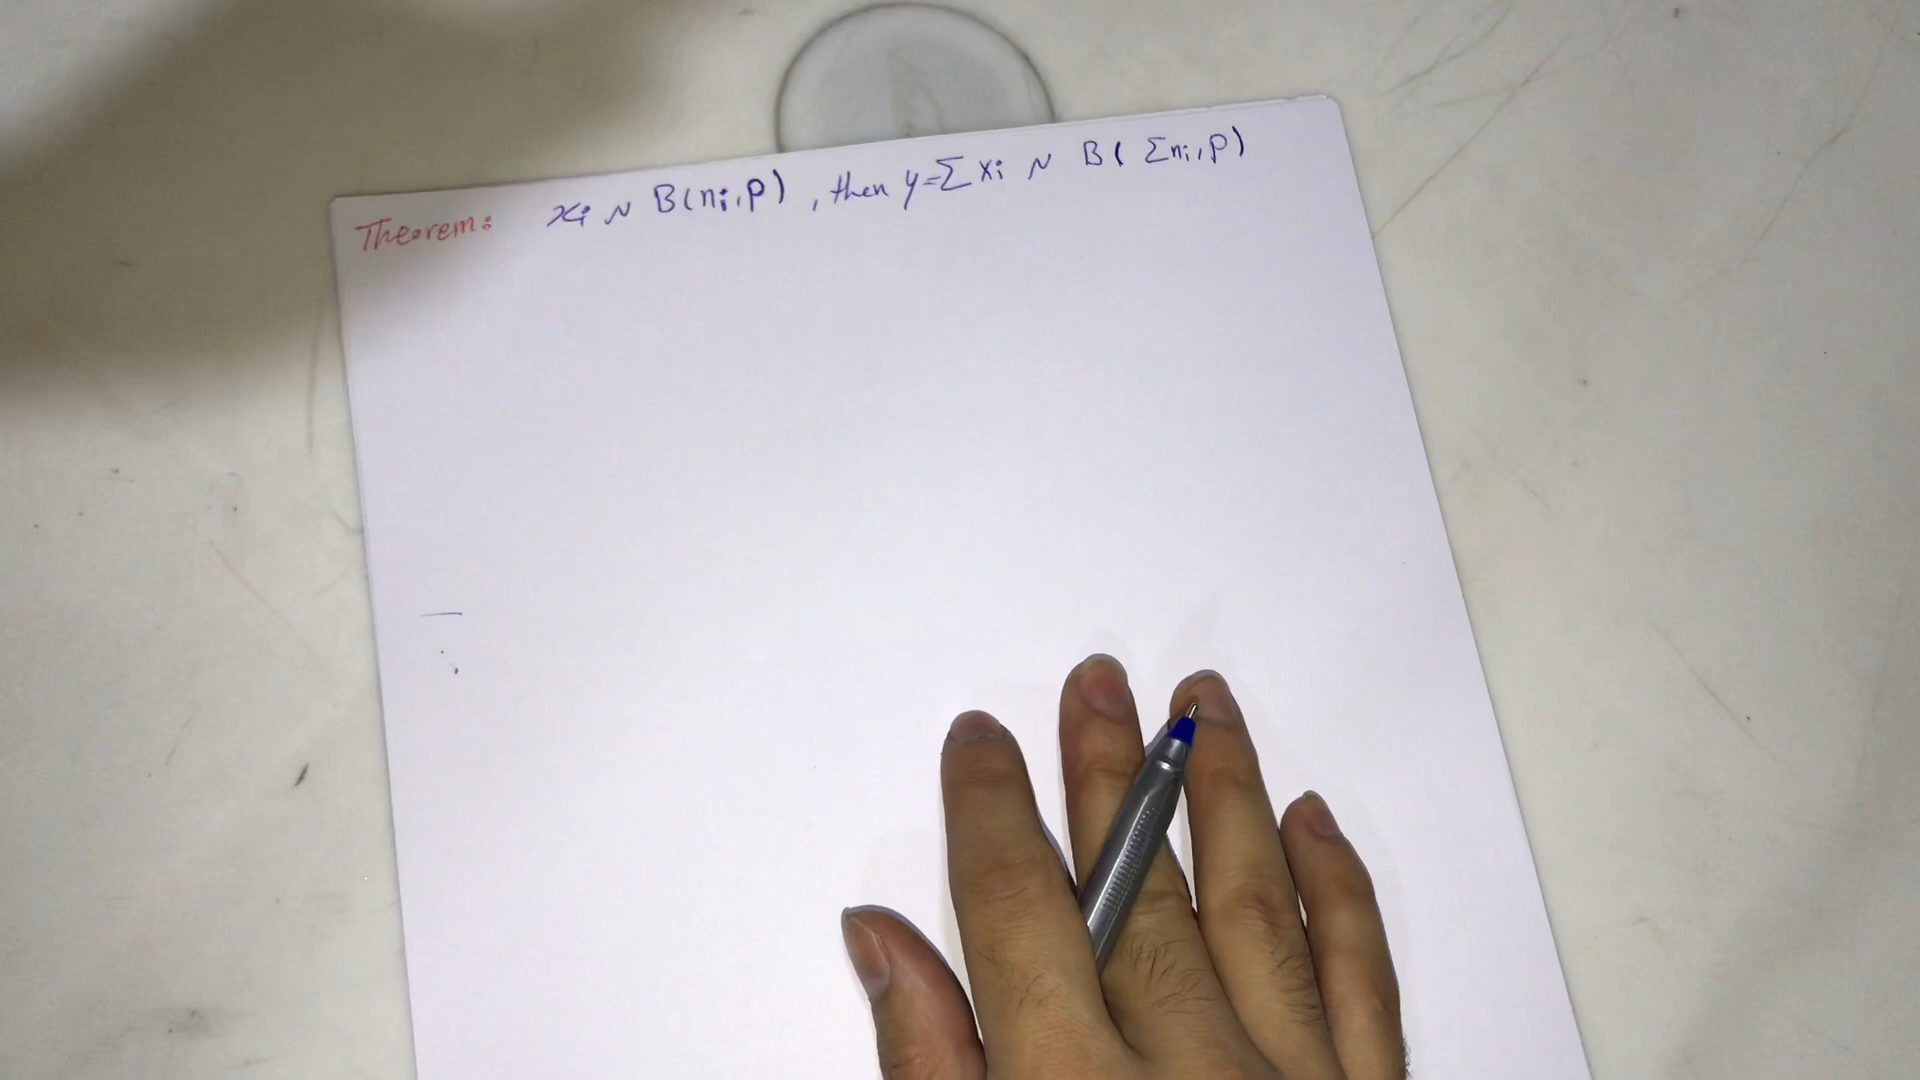 Theorem: xi ~ B(ni, p), then y=∑xi ~ B(∑ni, p)